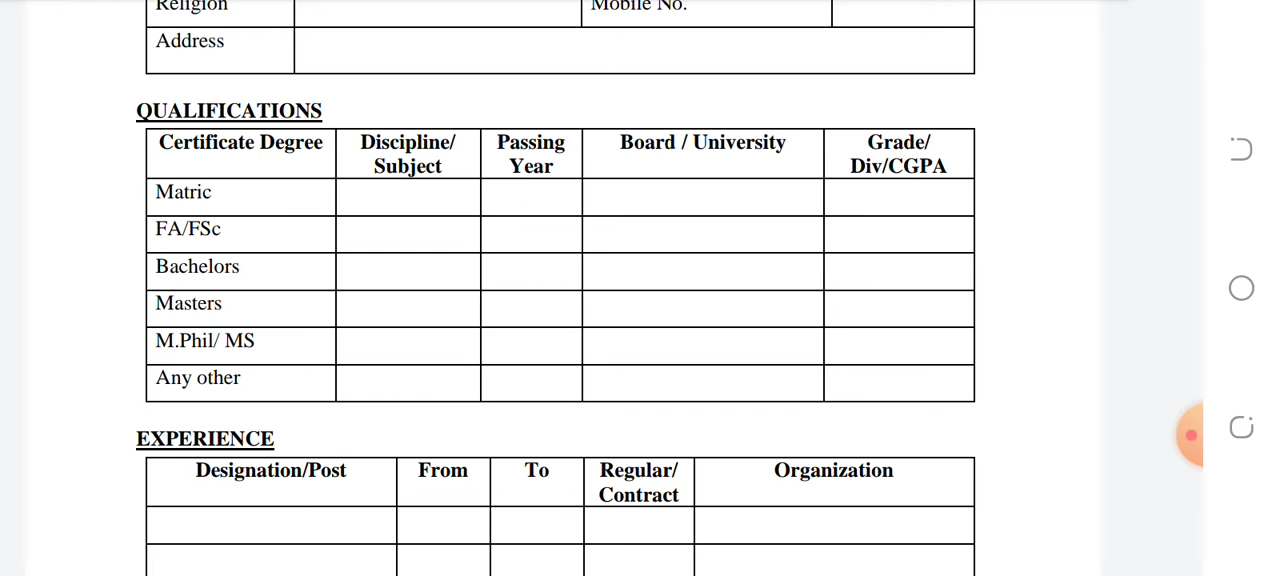 Religion Mobile No.
Address
QUALIFICATIONS
Certificate Degree Discipline/ Passing Board / University Grade/
Subject Year Div/CGPA
Matric
FA/FSc
Bachelors
Masters
M.Phil/ MS
Any other
EXPERIENCE
Designation/Post From To Regular/ Organization
Contract